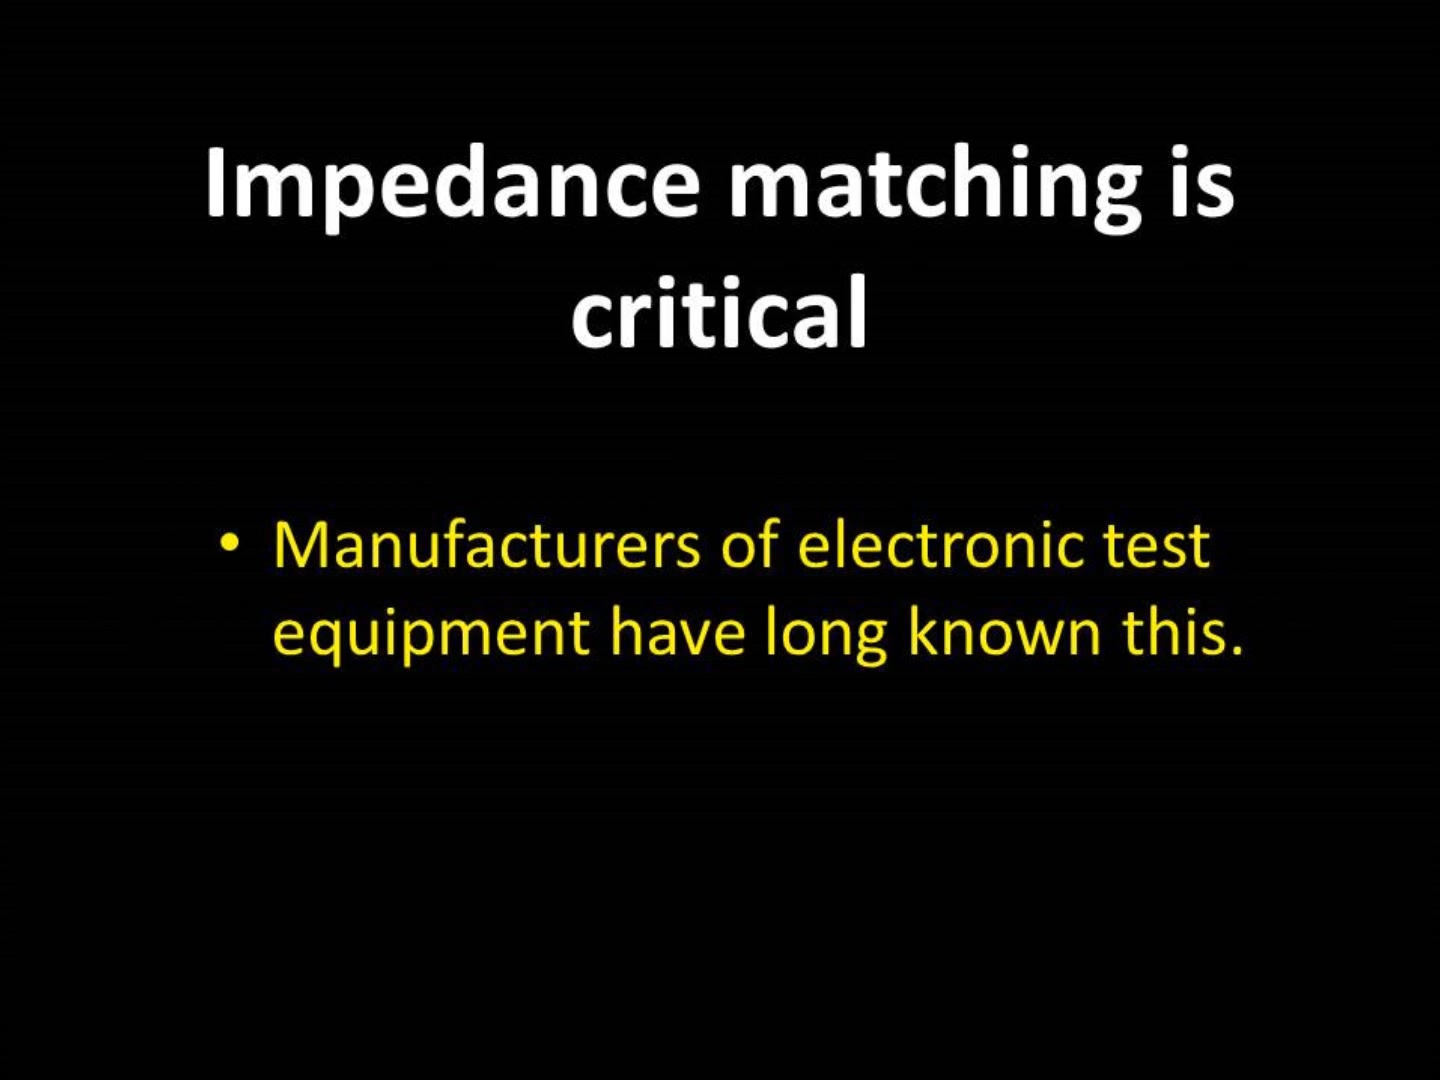 Impedance matching is
critical
• Manufacturers of electronic test
equipment have long known this.